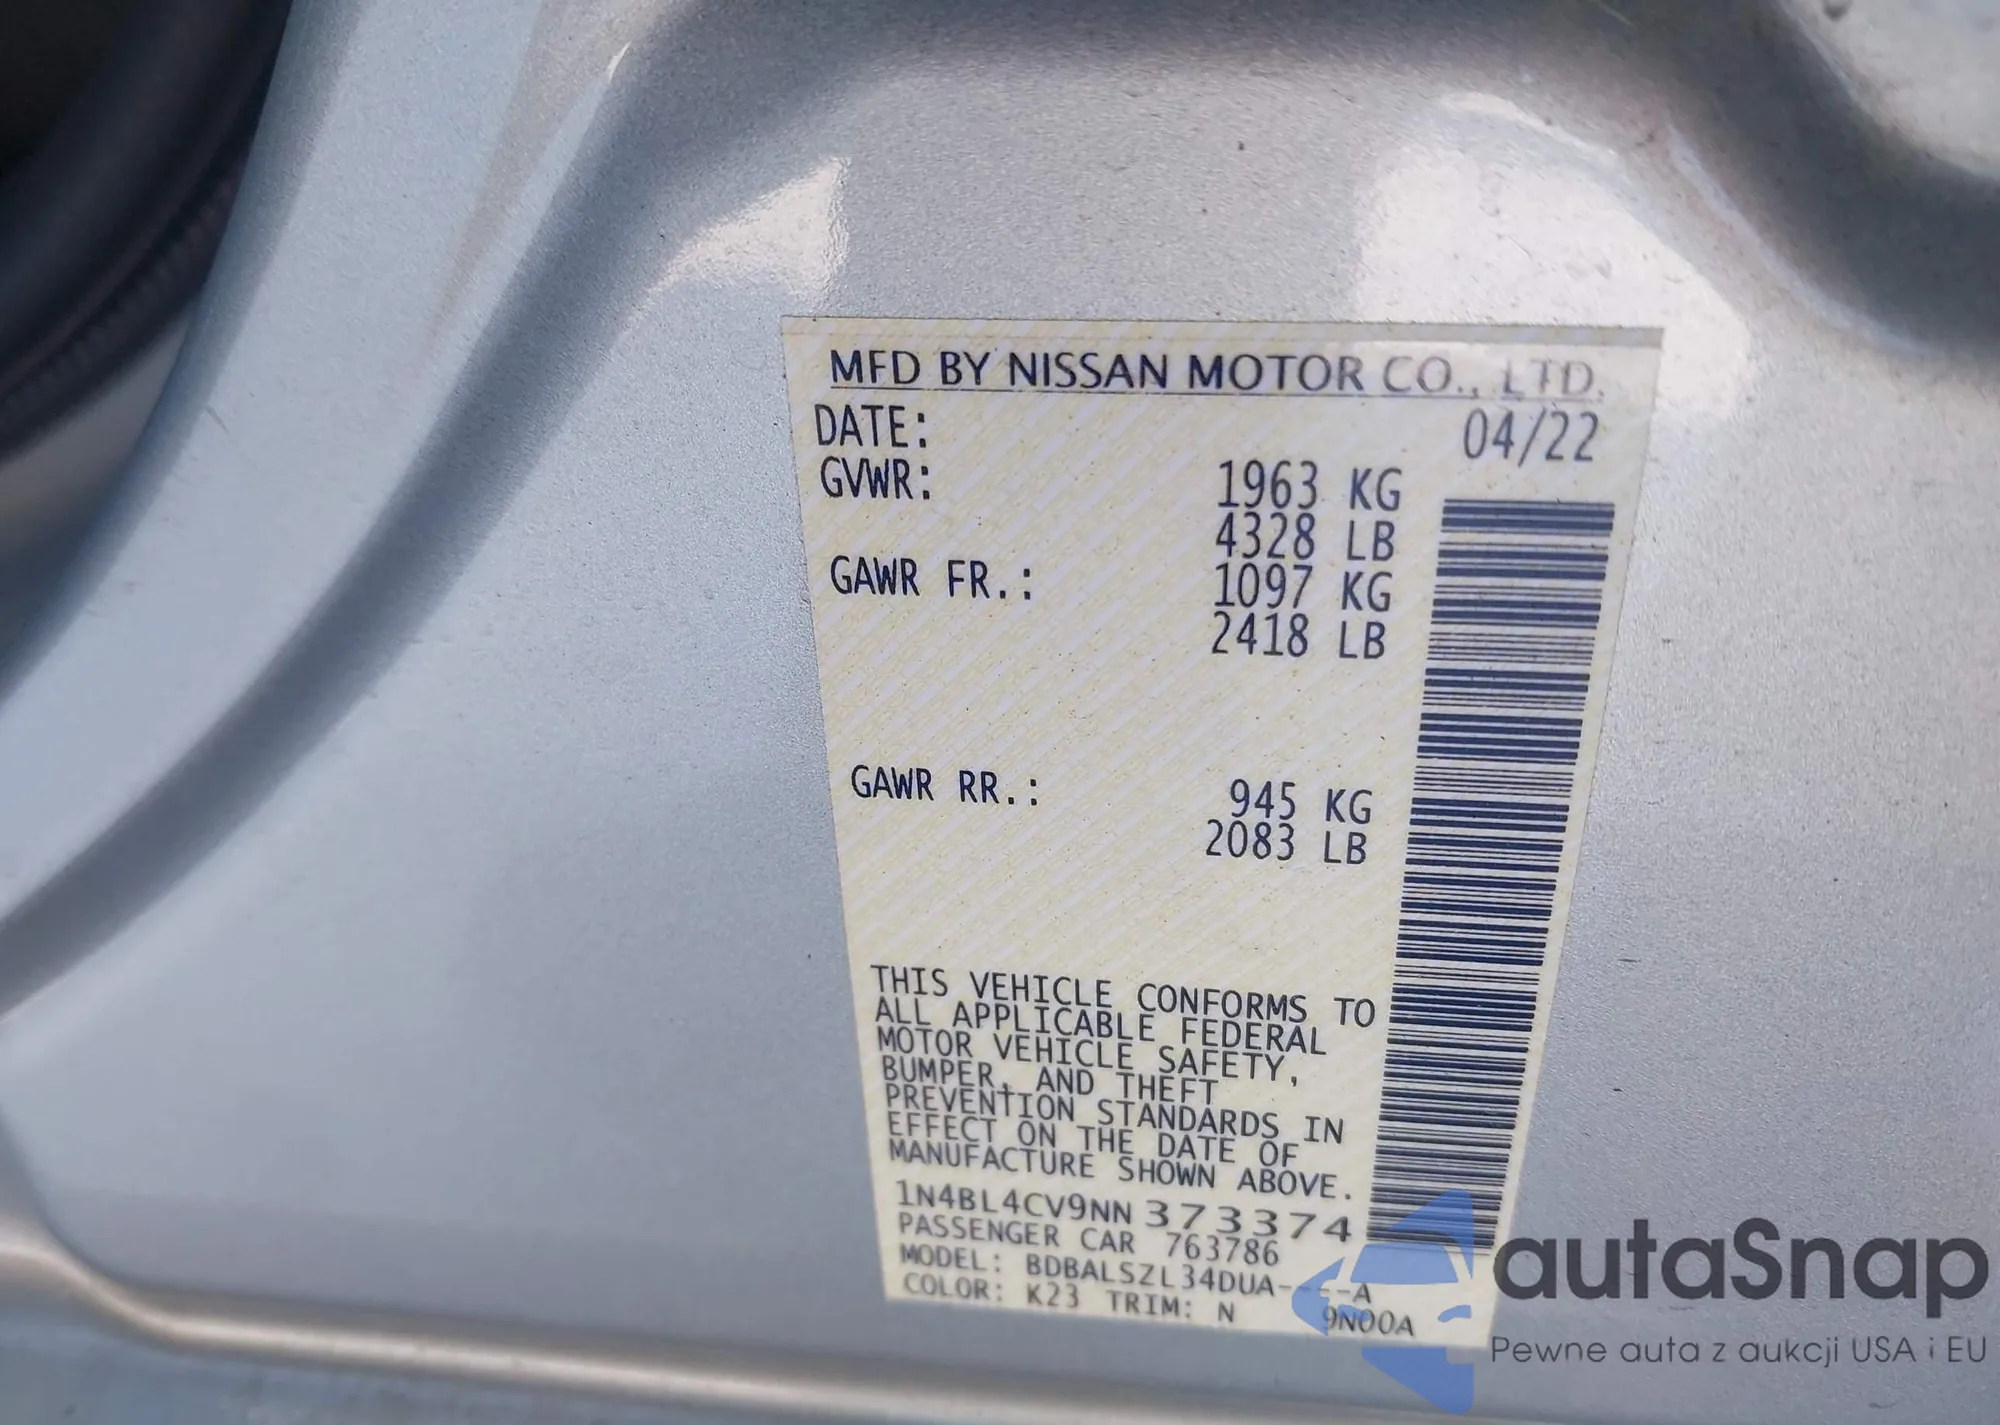 MFD BY NISSAN MOTOR CO., LTD.
DATE: 04/22
GVWR: 1963 KG
4328 LB
GAWR FR.: 1097 KG
2418 LB
GAWR RR.: 945 KG
2083 LB
THIS VEHICLE CONFORMS TO
ALL APPLICABLE FEDERAL
MOTOR VEHICLE SAFETY,
BUMPER, AND THEFT
PREVENTION STANDARDS IN
EFFECT ON THE DATE OF
MANUFACTURE SHOWN ABOVE.
1N4BL4CV9NN373374
PASSENGER CAR 763786
MODEL: BDBALSZL34DUA----A
COLOR: K23 TRIM: N 9N00A
autaSnap
Pewne auta z aukcji USA i EU